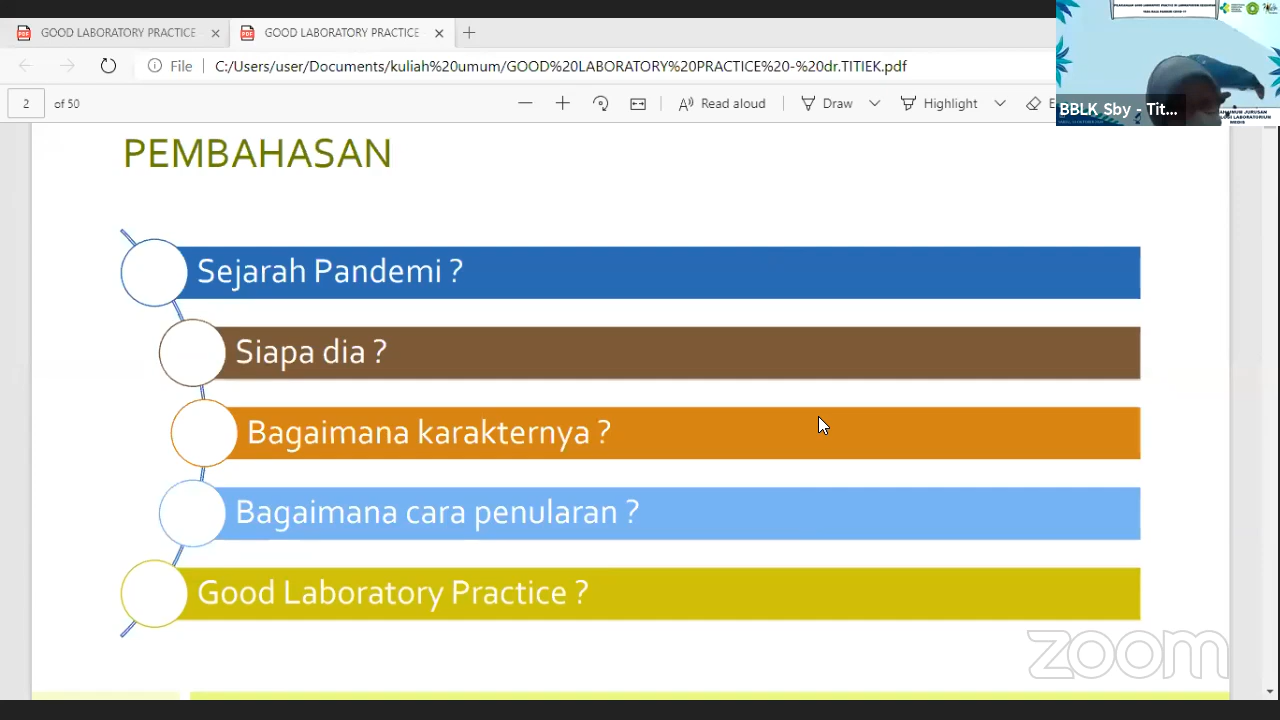 GOOD LABORATORY PRACTICE -
GOOD LABORATORY PRACTICE
File
C:/Users/user/Documents/kuliah%20umum/GOOD%20LABORATORY%20PRACTICE%20-%20dr.TITIEK.pdf
2 of 50
Read aloud
Draw
Highlight
BBLK Sby - Tit...
PEMBAHASAN
Sejarah Pandemi ?
Siapa dia ?
Bagaimana karakternya ?
Bagaimana cara penularan ?
Good Laboratory Practice ?
zoom